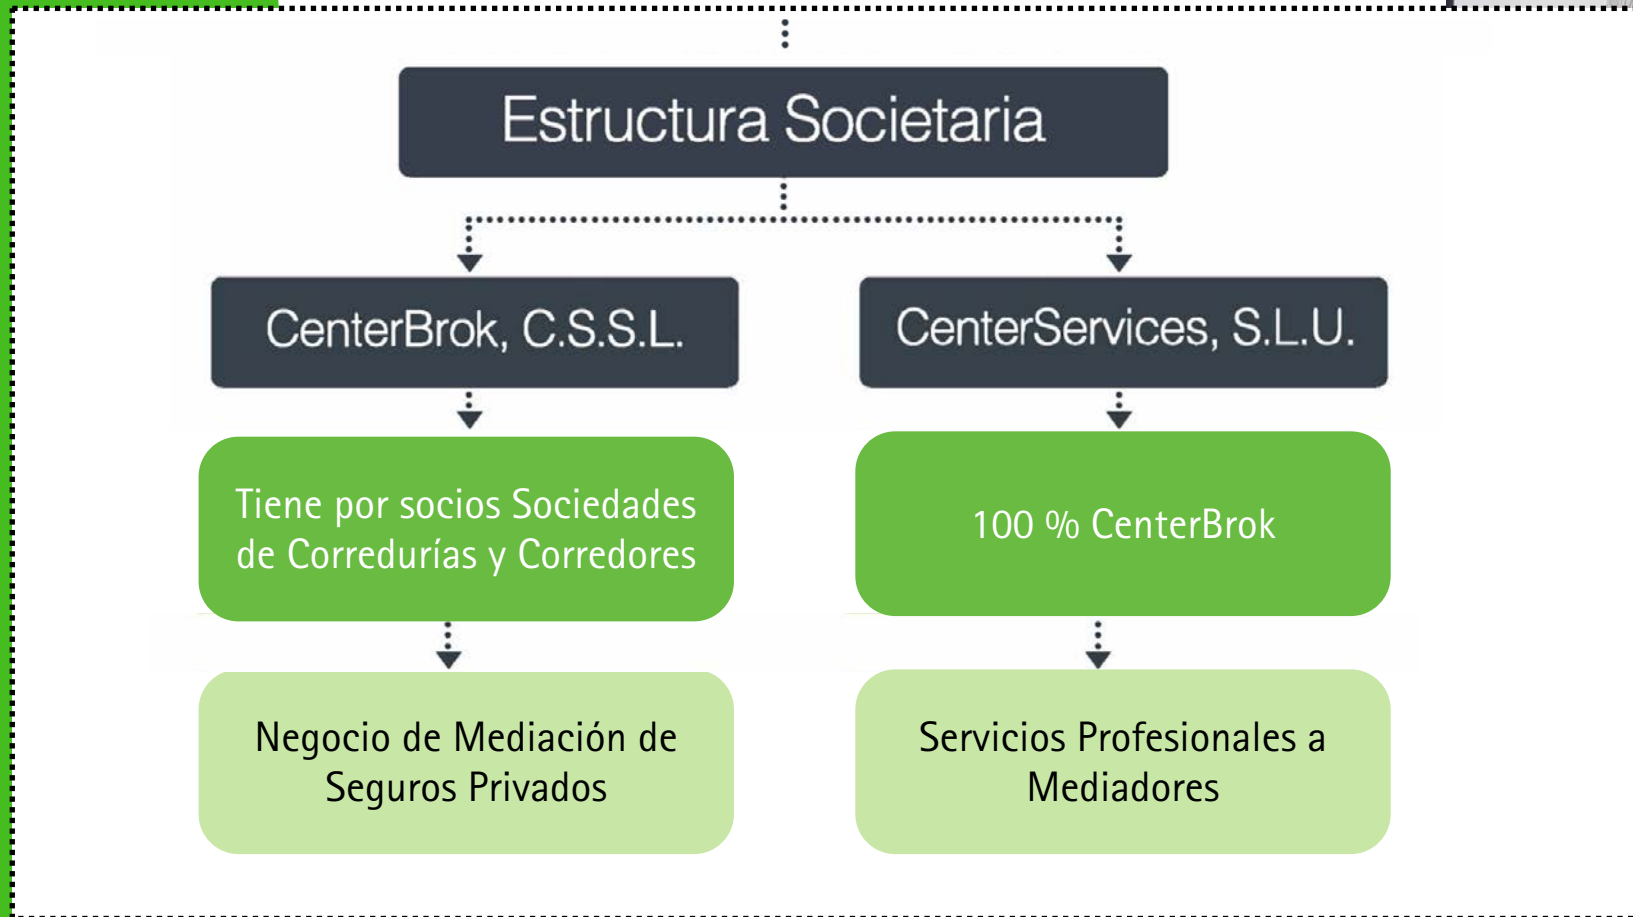 Estructura Societaria
CenterBrok, C.S.S.L.
CenterServices, S.L.U.
Tiene por socios Sociedades
de Corredurías y Corredores
100 % CenterBrok
Negocio de Mediación de
Seguros Privados
Servicios Profesionales a
Mediadores